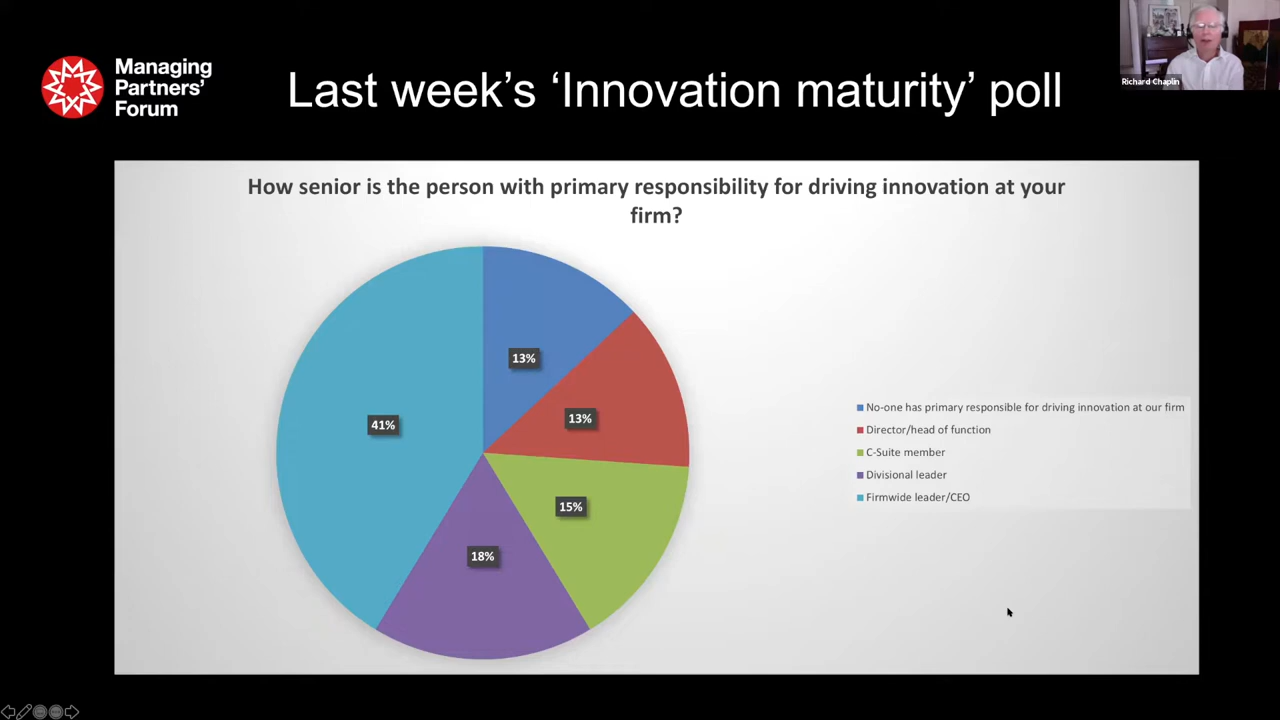 Managing
Partners'
Forum
Last week's ‘Innovation maturity’ poll
Richard Chaplin
How senior is the person with primary responsibility for driving innovation at your
firm?
13%
13%
15%
18%
41%
No-one has primary responsible for driving innovation at our firm
Director/head of function
C-Suite member
Divisional leader
Firmwide leader/CEO